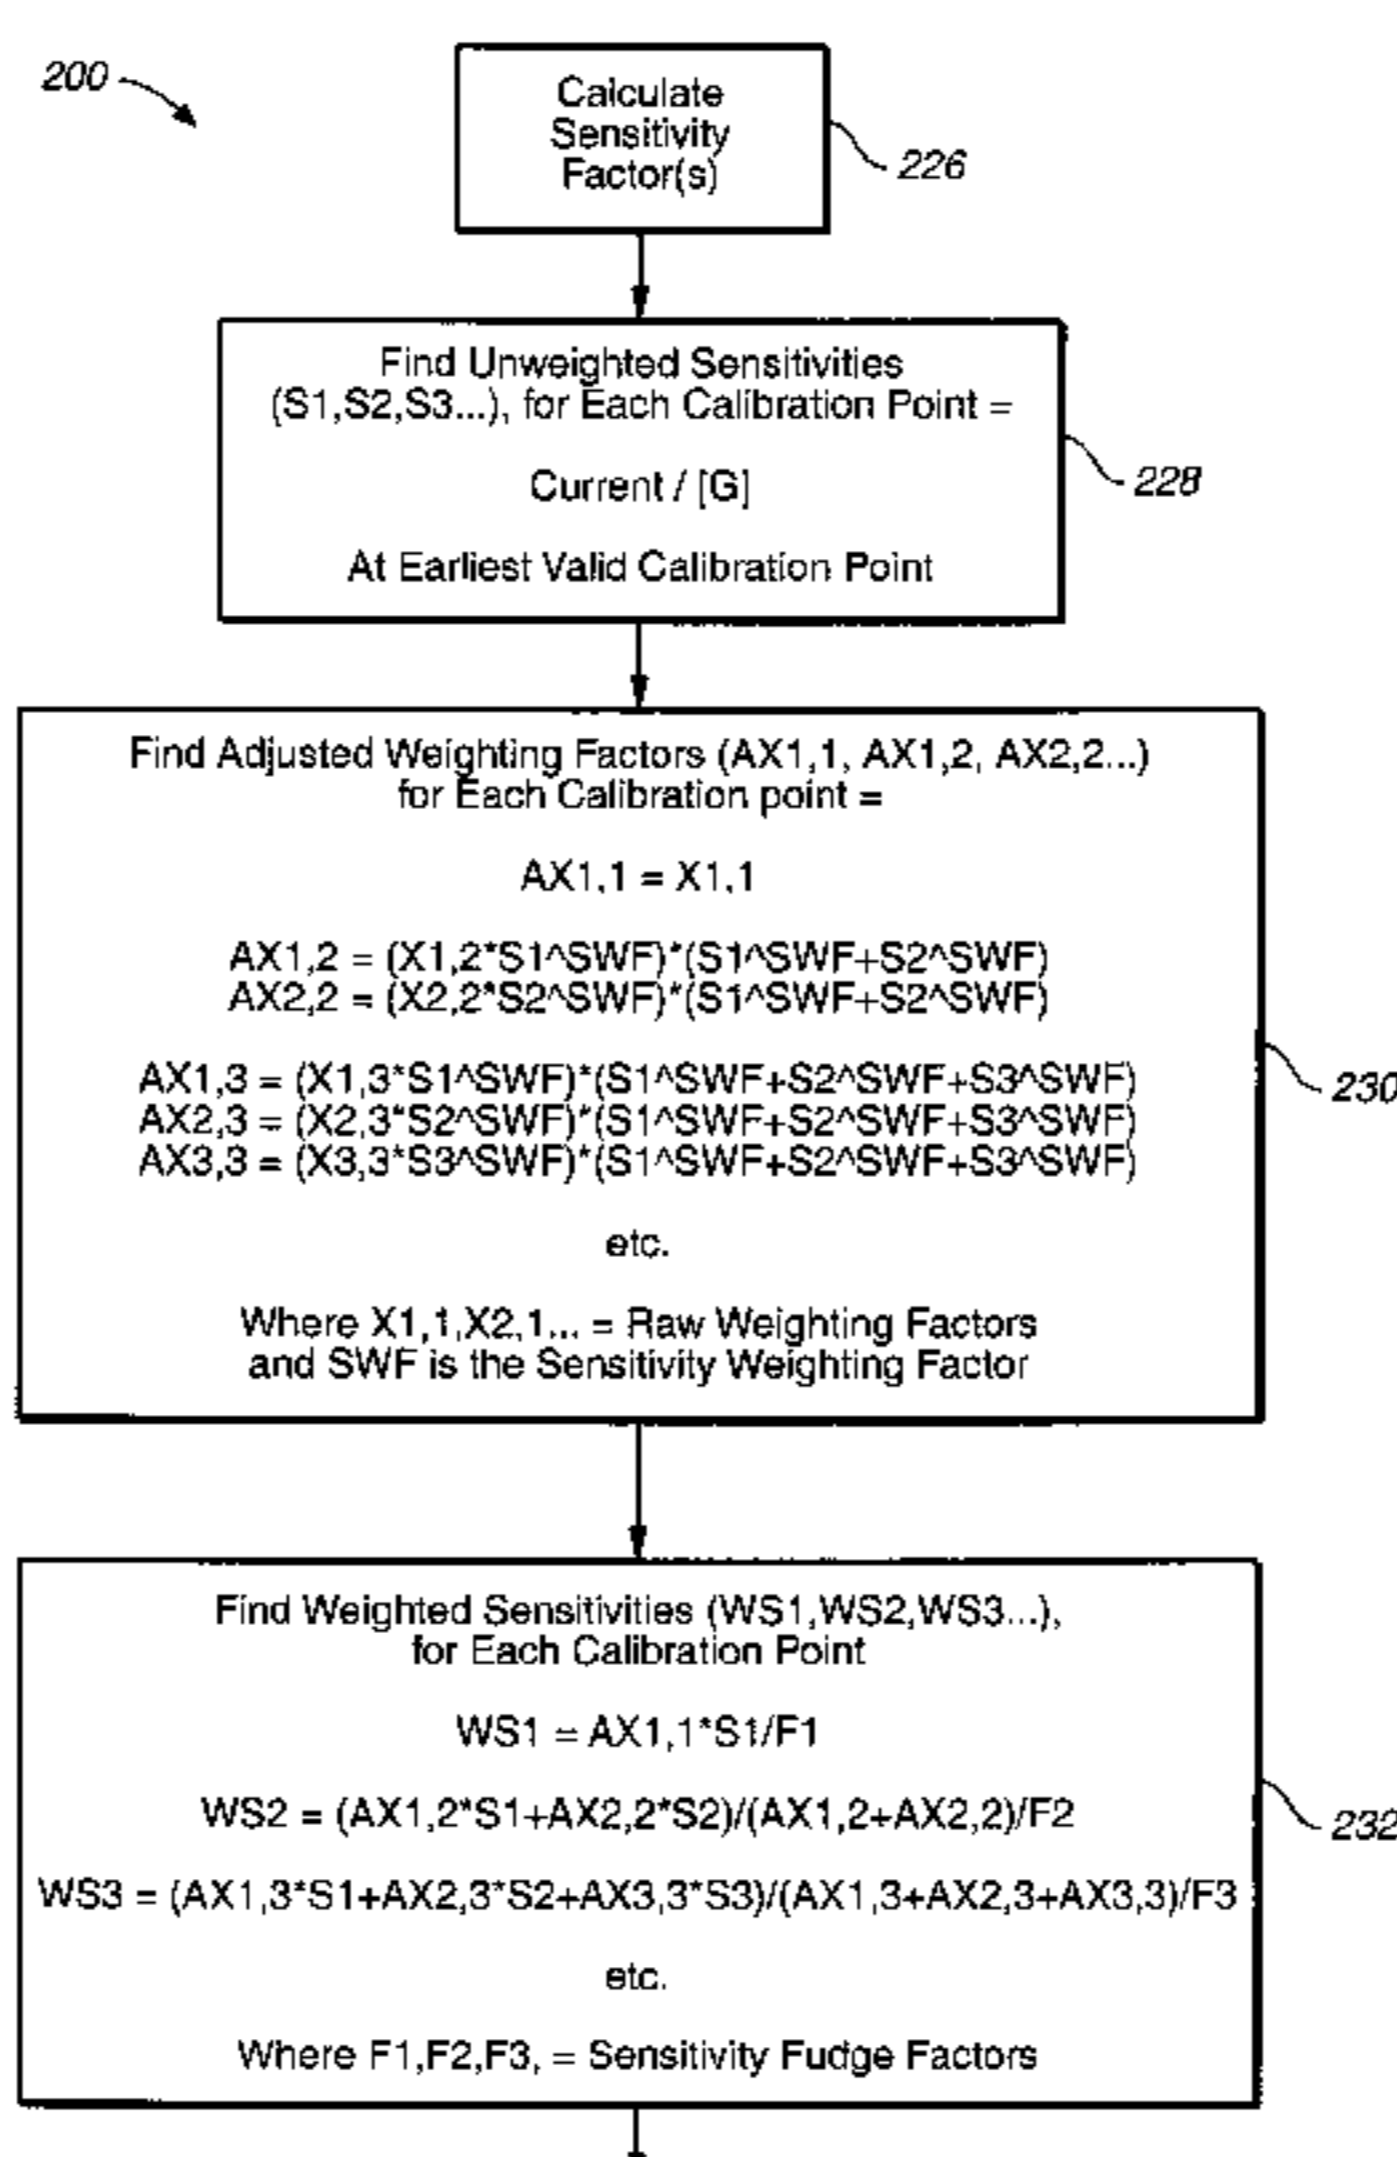 200
Calculate
Sensitivity
Factor(s)
226
Find Unweighted Sensitivities
(S1,S2,S3...), for Each Calibration Point =
Current / [G]
At Earliest Valid Calibration Point
228
Find Adjusted Weighting Factors (AX1,1, AX1,2, AX2,2...)
for Each Calibration point =
AX1,1 = X1,1
AX1,2 = (X1,2*S1^SWF)*(S1^SWF+S2^SWF)
AX2,2 = (X2,2*S2^SWF)*(S1^SWF+S2^SWF)
AX1,3 = (X1,3*S1^SWF)*(S1^SWF+S2^SWF+S3^SWF)
AX2,3 = (X2,3*S2^SWF)*(S1^SWF+S2^SWF+S3^SWF)
AX3,3 = (X3,3*S3^SWF)*(S1^SWF+S2^SWF+S3^SWF)
etc.
Where X1,1,X2,1... = Raw Weighting Factors
and SWF is the Sensitivity Weighting Factor
230
Find Weighted Sensitivities (WS1,WS2,WS3...),
for Each Calibration Point
WS1 = AX1,1*S1/F1
WS2 = (AX1,2*S1+AX2,2*S2)/(AX1,2+AX2,2)/F2
WS3 = (AX1,3*S1+AX2,3*S2+AX3,3*S3)/(AX1,3+AX2,3+AX3,3)/F3
etc.
Where F1,F2,F3, = Sensitivity Fudge Factors
232